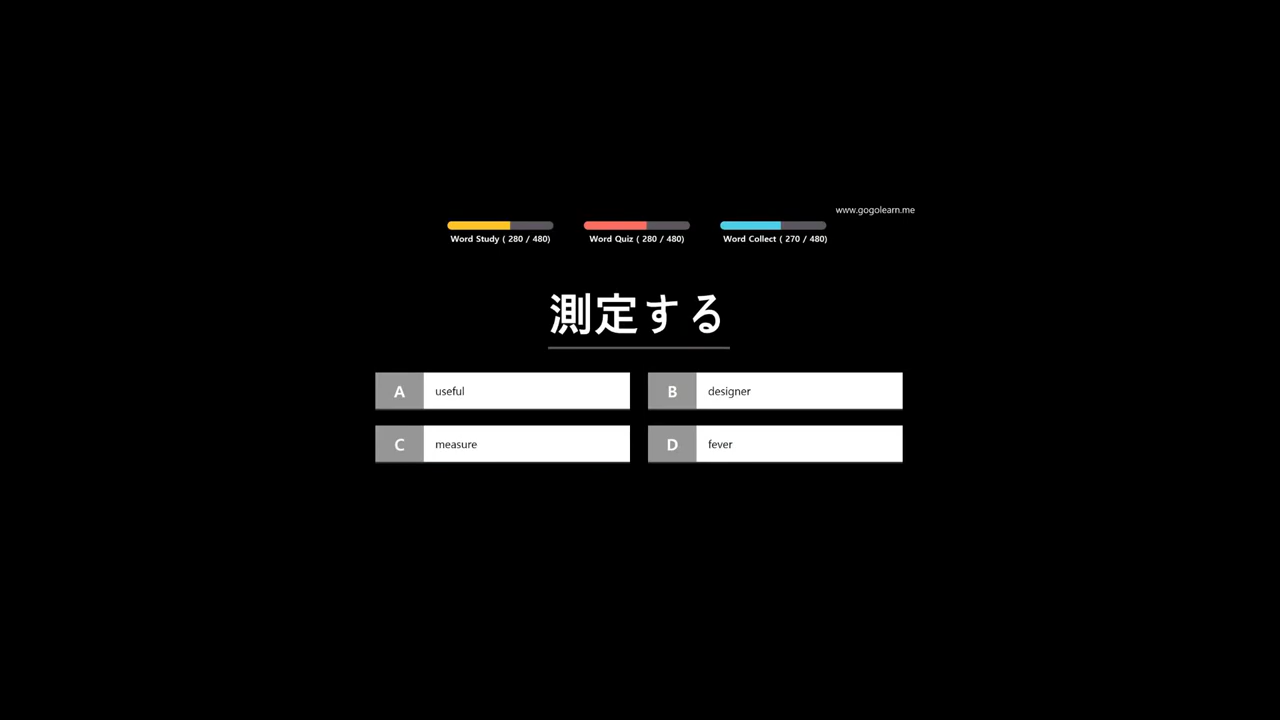 www.gogolearn.me
Word Study ( 280 / 480)
Word Quiz ( 280 / 480)
Word Collect ( 270 / 480)
測定する
A useful
B designer
C measure
D fever